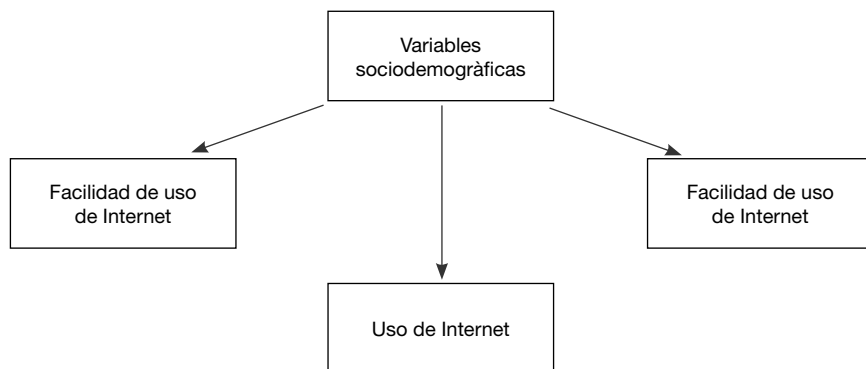 Variables
sociodemogràficas
Facilidad de uso
de Internet
Facilidad de uso
de Internet
Uso de Internet